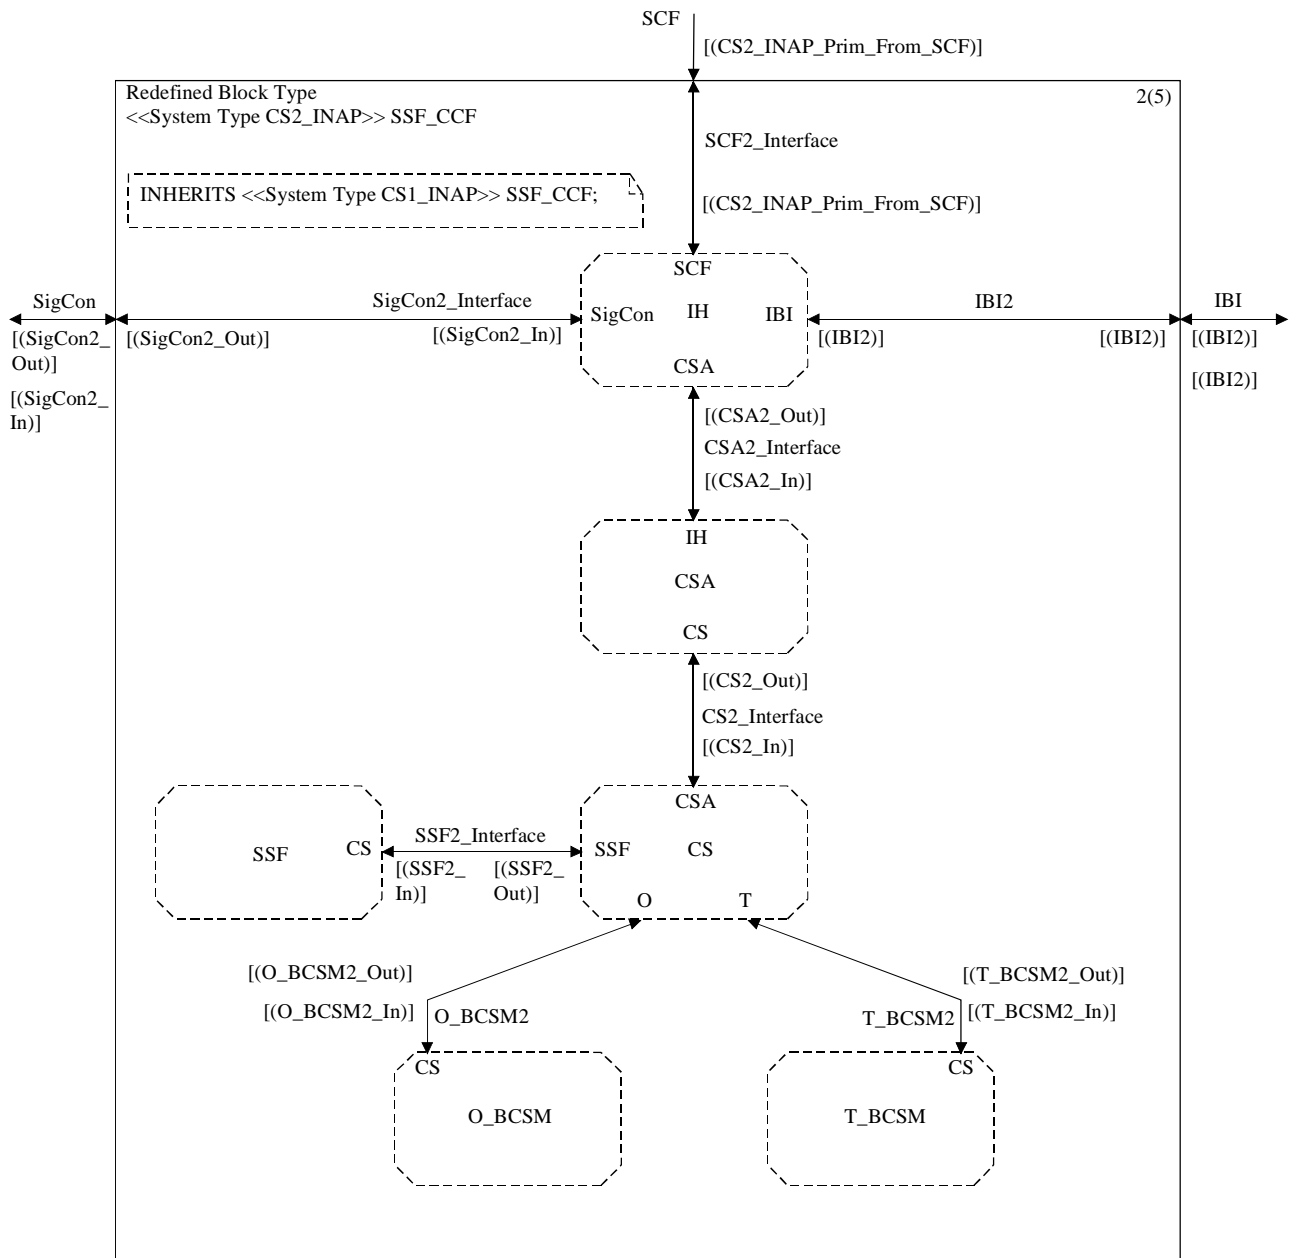 SCF
[(CS2_INAP_Prim_From_SCF)]
Redefined Block Type
<<System Type CS2_INAP>> SSF_CCF
2(5)
SCF2_Interface
INHERITS <<System Type CS1_INAP>> SSF_CCF;
[(CS2_INAP_Prim_From_SCF)]
SCF
SigCon
SigCon2_Interface
SigCon
IH
IBI
IBI2
IBI
[(SigCon2_
Out)]
[(SigCon2_Out)]
[(SigCon2_In)]
[(IBI2)]
[(IBI2)]
[(IBI2)]
CSA
[(IBI2)]
[(SigCon2_
In)]
[(CSA2_Out)]
CSA2_Interface
[(CSA2_In)]
IH
CSA
CS
[(CS2_Out)]
CS2_Interface
[(CS2_In)]
CSA
SSF
CS
SSF2_Interface
SSF
CS
[(SSF2_
In)]
[(SSF2_
Out)]
O
T
[(O_BCSM2_Out)]
[(T_BCSM2_Out)]
[(O_BCSM2_In)]
O_BCSM2
T_BCSM2
[(T_BCSM2_In)]
CS
CS
O_BCSM
T_BCSM